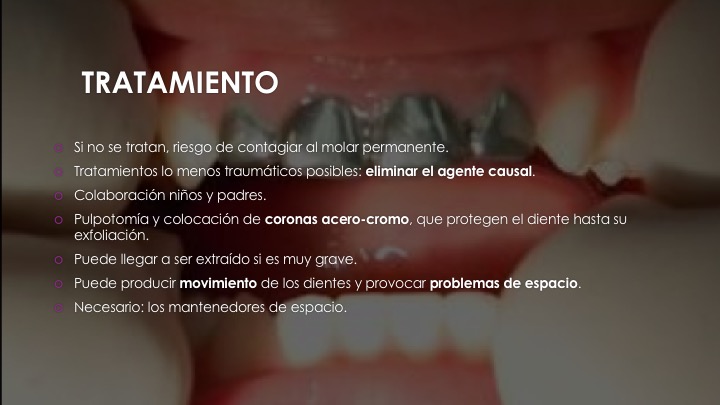 TRATAMIENTO
Si no se tratan, riesgo de contagiar al molar permanente.
Tratamientos lo menos traumáticos posibles: eliminar el agente causal.
Colaboración niños y padres.
Pulpotomía y colocación de coronas acero-cromo, que protegen el diente hasta su
exfoliación.
Puede llegar a ser extraído si es muy grave.
Puede producir movimiento de los dientes y provocar problemas de espacio.
Necesario: los mantenedores de espacio.